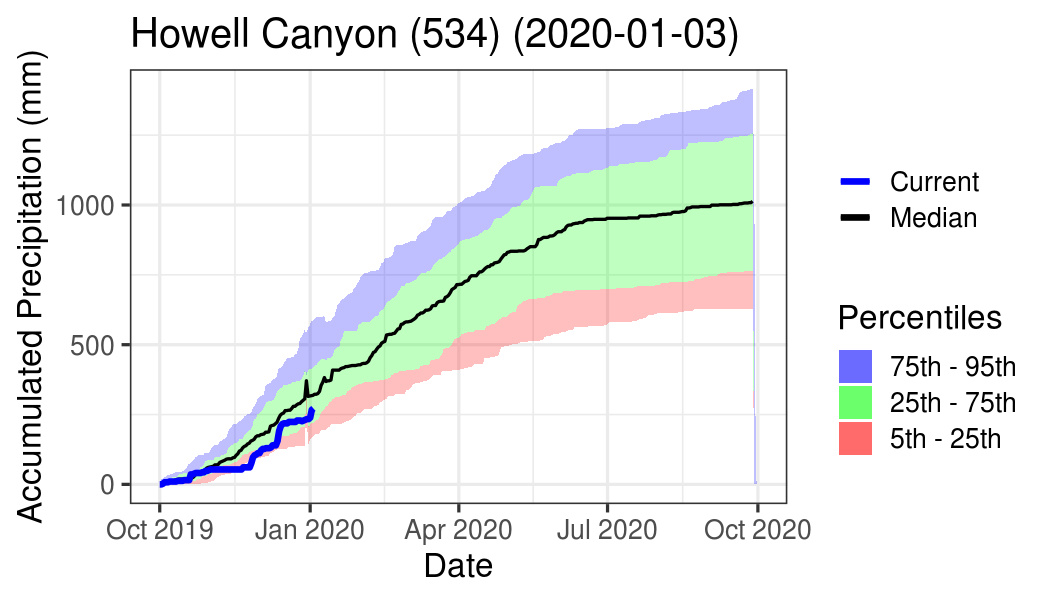 Howell Canyon (534) (2020-01-03)
Accumulated Precipitation (mm)
1000
500
0
Oct 2019
Jan 2020
Apr 2020
Jul 2020
Oct 2020
Date
Current
Median
Percentiles
75th - 95th
25th - 75th
5th - 25th